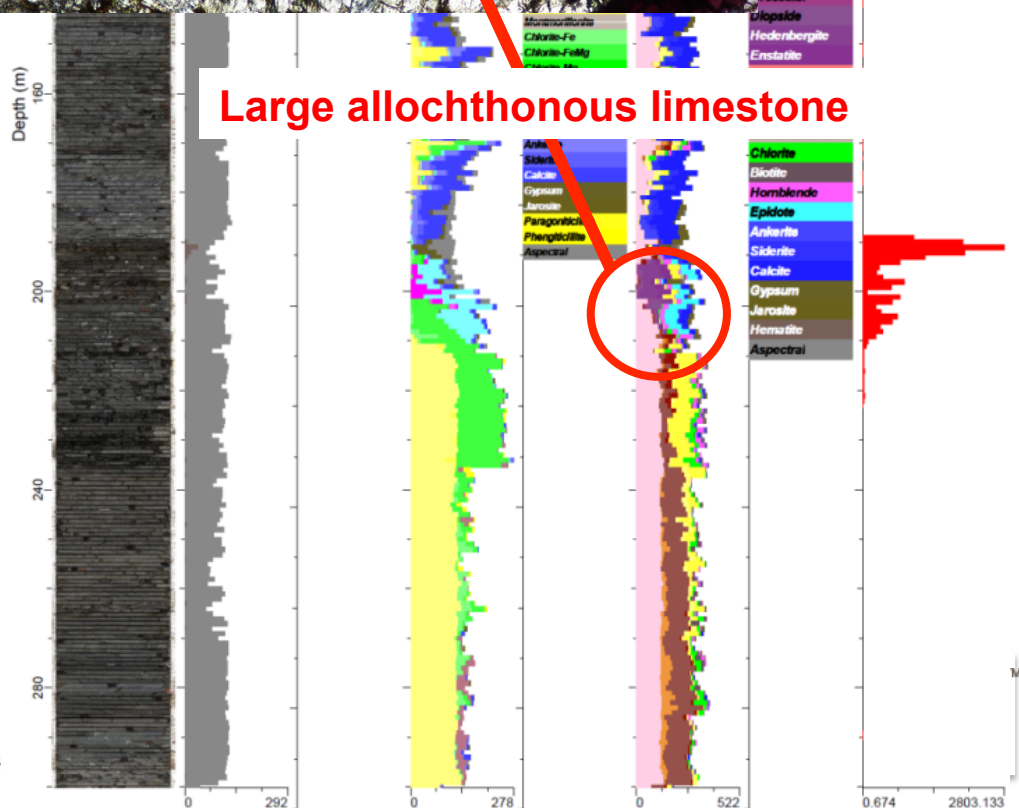 Montmorillonite
Chlorite-Fe
Chlorite-FeMg
Diopside
Hedenbergite
Enstatite
Depth (m)
160
Large allochthonous limestone
Calcite
Gypsum
Jarosite
Phengiticillite
Aspectral
Chlorite
Biotite
Hornblende
Epidote
Ankerite
Siderite
Calcite
Gypsum
Jarosite
Hematite
Aspectral
200
240
280
0 292 0 278 0 522 0.674 2803.133